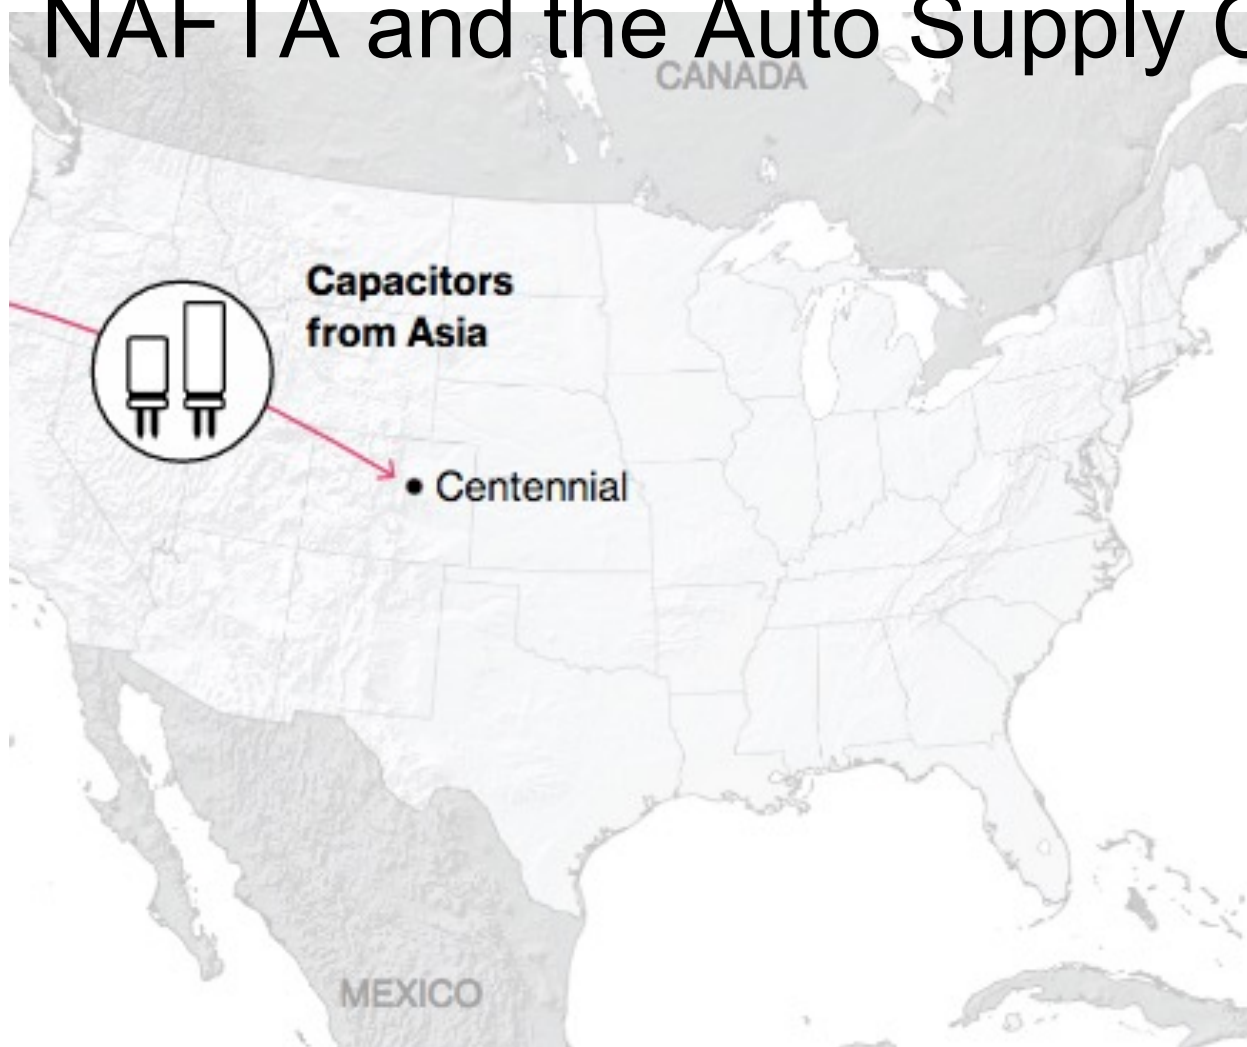 NAFTA and the Auto Supply
CANADA
Capacitors
from Asia
Centennial
MEXICO